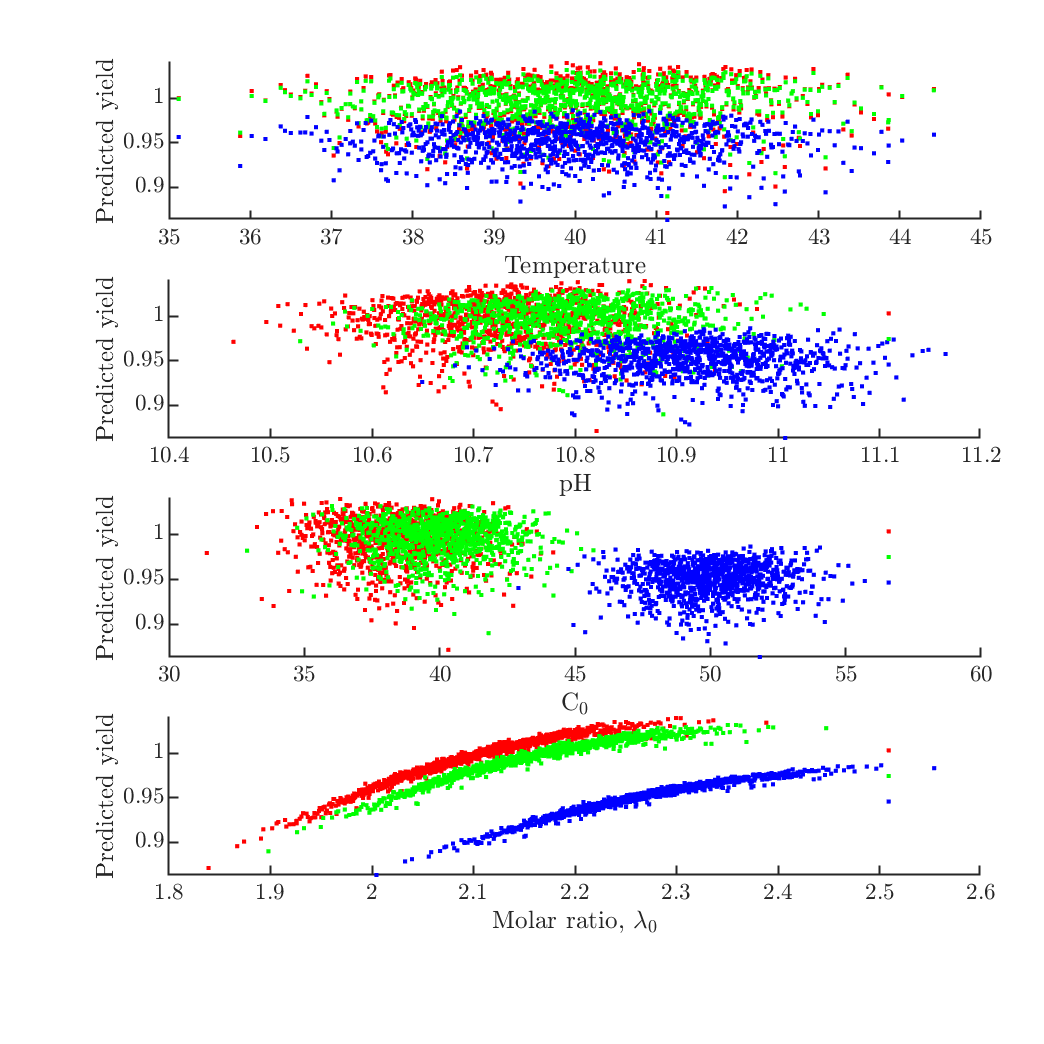 Predicted yield
1
0.95
0.9
35 36 37 38 39 40 41 42 43 44 45
Temperature
Predicted yield
1
0.95
0.9
10.4 10.5 10.6 10.7 10.8 10.9 11 11.1 11.2
pH
Predicted yield
1
0.95
0.9
30 35 40 45 50 55 60
C₀
Predicted yield
1
0.95
0.9
1.8 1.9 2 2.1 2.2 2.3 2.4 2.5 2.6
Molar ratio, λ₀